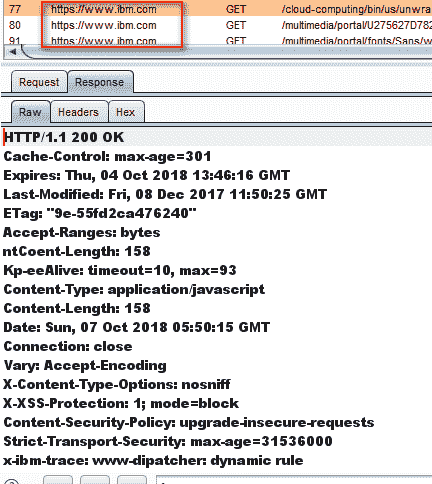 77 https://www.ibm.com GET /cloud-computing/bin/us/unwra
80 https://www.ibm.com GET /multimedia/portal/U275627D782
91 https://www.ibm.com GET /multimedia/portal/fonts/Sans/w
Request Response
Raw Headers Hex
HTTP/1.1 200 OK
Cache-Control: max-age=301
Expires: Thu, 04 Oct 2018 13:46:16 GMT
Last-Modified: Fri, 08 Dec 2017 11:50:25 GMT
ETag: "9e-55fd2ca476240"
Accept-Ranges: bytes
ntCoent-Length: 158
Kp-eeAlive: timeout=10, max=93
Content-Type: application/javascript
Content-Length: 158
Date: Sun, 07 Oct 2018 05:50:15 GMT
Connection: close
Vary: Accept-Encoding
X-Content-Type-Options: nosniff
X-XSS-Protection: 1; mode=block
Content-Security-Policy: upgrade-insecure-requests
Strict-Transport-Security: max-age=31536000
x-ibm-trace: www-dipatcher: dynamic rule